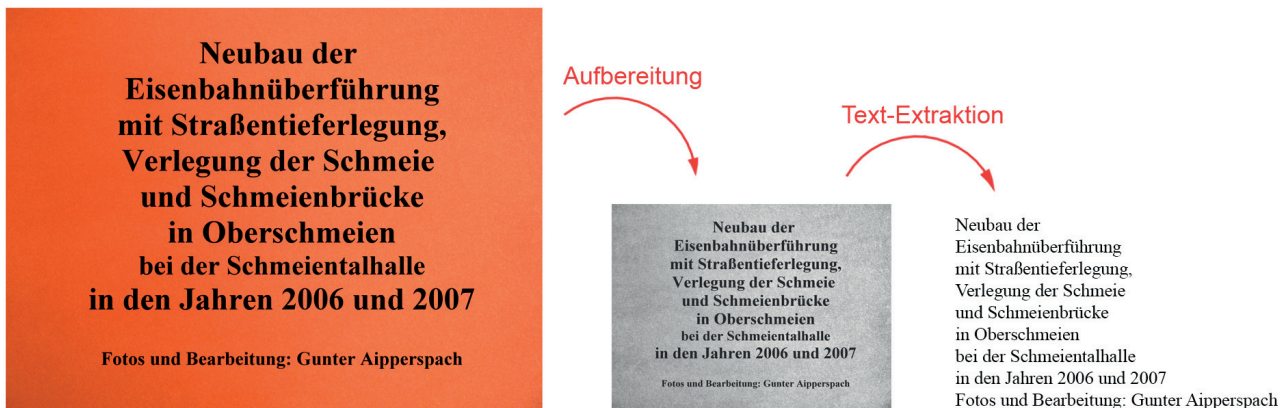 Neubau der
Eisenbahnüberführung
mit Straßentieferlegung,
Verlegung der Schmeie
und Schmeienbrücke
in Oberschmeien
bei der Schmeientalhalle
in den Jahren 2006 und 2007
Fotos und Bearbeitung: Gunter Aipperspach
Aufbereitung
Neubau der
Eisenbahnüberführung
mit Straßentieferlegung,
Verlegung der Schmeie
und Schmeienbrücke
in Oberschmeien
bei der Schmeientalhalle
in den Jahren 2006 und 2007
Fotos und Bearbeitung: Gunter Aipperspach
Text-Extraktion
Neubau der
Eisenbahnüberführung
mit Straßentieferlegung,
Verlegung der Schmeie
und Schmeienbrücke
in Oberschmeien
bei der Schmeientalhalle
in den Jahren 2006 und 2007
Fotos und Bearbeitung: Gunter Aipperspach